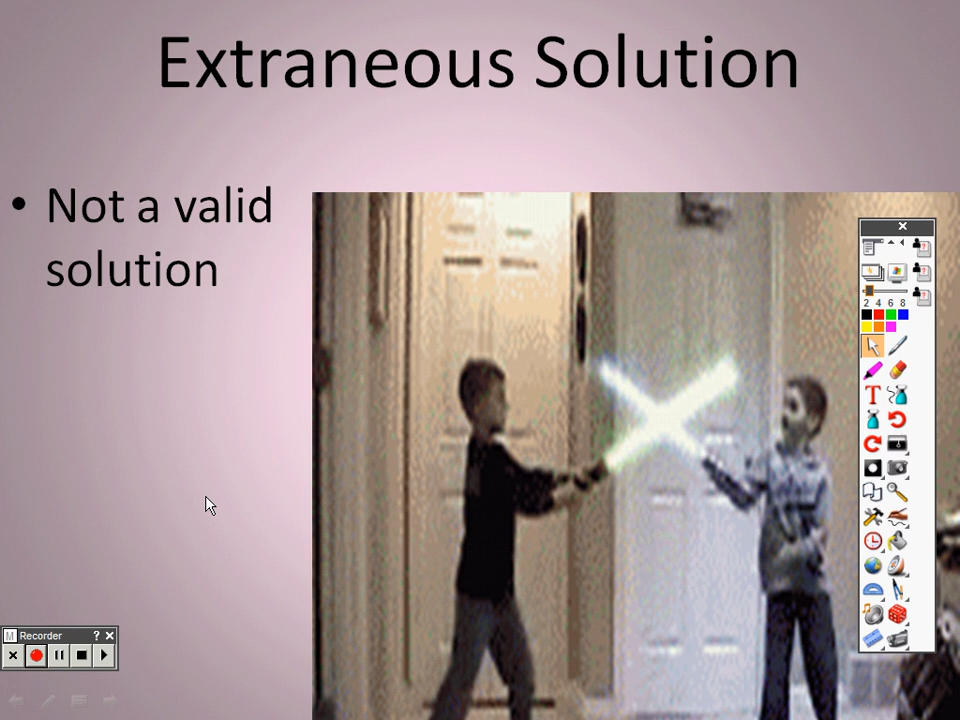 Extraneous Solution
• Not a valid
solution
2 4 6 8
T
M Recorder ?